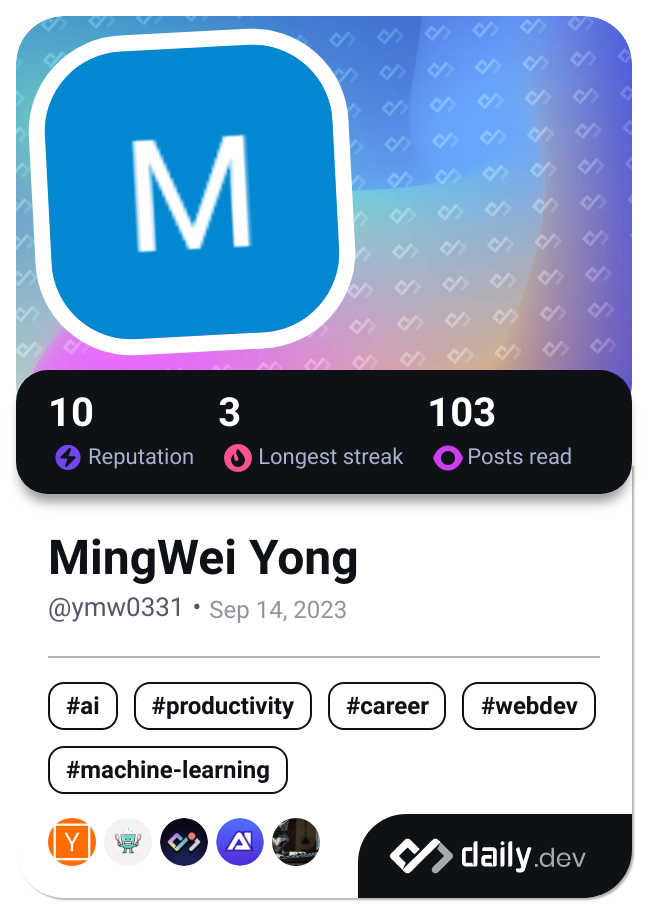 M
10 3 103
Reputation Longest streak Posts read
MingWei Yong
@ymw0331 • Sep 14, 2023
#ai #productivity #career #webdev
#machine-learning
Y AI
daily.dev